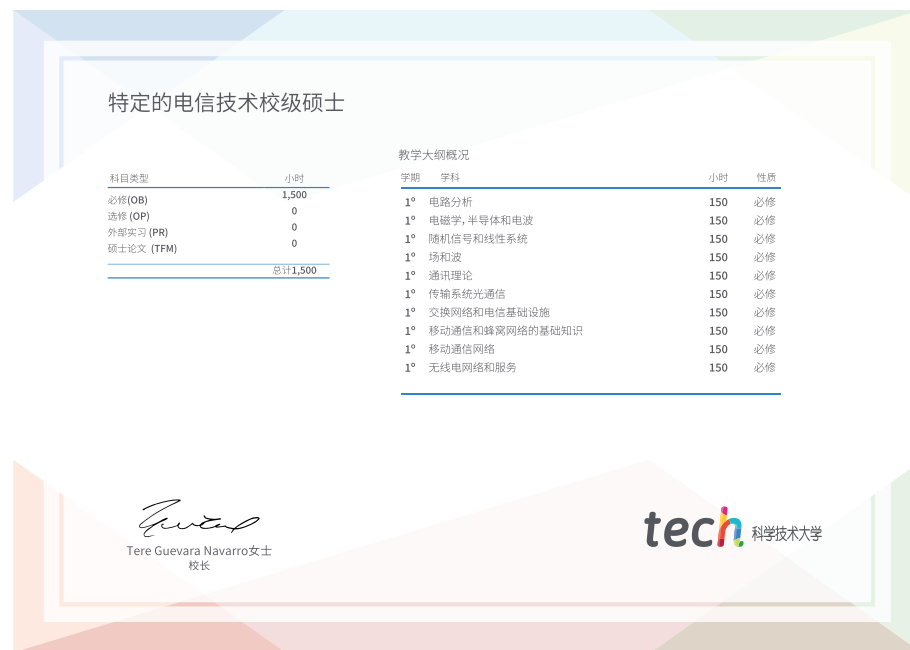 特定的电信技术校级硕士
科目类型 小时
必修(OB) 1,500
选修 (OP) 0
外部实习 (PR) 0
硕士论文 (TFM) 0
总计1,500
教学大纲概况
学期 学科 小时 性质
1º 电路分析 150 必修
1º 电磁学, 半导体和电波 150 必修
1º 随机信号和线性系统 150 必修
1º 场和波 150 必修
1º 通讯理论 150 必修
1º 传输系统光通信 150 必修
1º 交换网络和电信基础设施 150 必修
1º 移动通信和蜂窝网络的基础知识 150 必修
1º 移动通信网络 150 必修
1º 无线电网络和服务 150 必修
Tere Guevara Navarro女士
校长
tech 科学技术大学